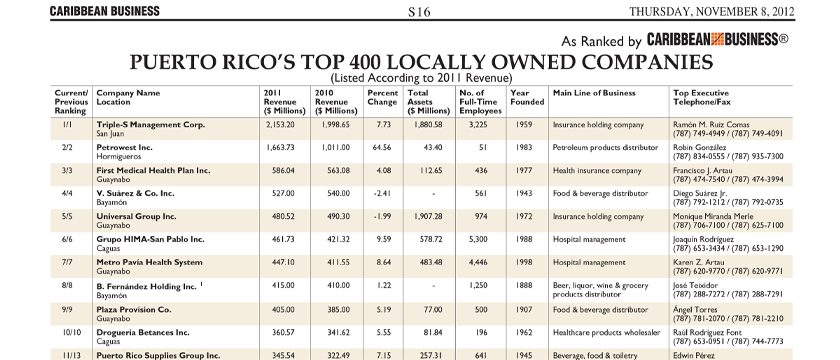 CARIBBEAN BUSINESS S16 THURSDAY, NOVEMBER 8, 2012
As Ranked by CARIBBEAN BUSINESS®
PUERTO RICO'S TOP 400 LOCALLY OWNED COMPANIES
(Listed According to 2011 Revenue)
Current/ Company Name 2011 2010 Percent Total No. of Year Main Line of Business Top Executive
Previous Location Revenue Revenue Change Assets Full-Time Founded Telephone/Fax
Ranking ($ Millions) ($ Millions) ($ Millions) Employees
1/1 Triple-S Management Corp. 2,153.20 1,998.65 7.73 1,880.58 3,225 1959 Insurance holding company Ramón M. Ruiz Comas
San Juan (787) 749-4949 / (787) 749-4091
2/2 Petrowest Inc. 1,663.73 1,011.00 64.56 43.40 51 1983 Petroleum products distributor Robin González
Hormigueros (787) 834-0555 / (787) 935-7300
3/3 First Medical Health Plan Inc. 586.04 563.08 4.08 112.65 436 1977 Health insurance company Francisco J. Artau
Guaynabo (787) 474-7540 / (787) 474-3994
4/4 V. Suárez & Co. Inc. 527.00 540.00 -2.41 - 561 1943 Food & beverage distributor Diego Suárez Jr.
Bayamón (787) 792-1212 / (787) 792-0735
5/5 Universal Group Inc. 480.52 490.30 -1.99 1,907.28 974 1972 Insurance holding company Monique Miranda Merle
Guaynabo (787) 706-7100 / (787) 625-7100
6/6 Grupo HIMA-San Pablo Inc. 461.73 421.32 9.59 578.72 5,300 1988 Hospital management Joaquín Rodríguez
Caguas (787) 653-3434 / (787) 653-1290
7/7 Metro Pavía Health System 447.10 411.55 8.64 483.48 4,446 1998 Hospital management Karen Z. Artau
Guaynabo (787) 620-9770 / (787) 620-9771
8/8 B. Fernández Holding Inc. 1 415.00 410.00 1.22 - 1,250 1888 Beer, liquor, wine & grocery José Teixidor
Bayamón products distributor (787) 288-7272 / (787) 288-7291
9/9 Plaza Provision Co. 405.00 385.00 5.19 77.00 500 1907 Food & beverage distributor Ángel Torres
Guaynabo (787) 781-2070 / (787) 781-2210
10/10 Droguería Betances Inc. 360.57 341.62 5.55 81.84 196 1962 Healthcare products wholesaler Raúl Rodríguez Font
Caguas (787) 653-0951 / (787) 744-7773
11/13 Puerto Rico Supplies Group Inc. 345.54 322.49 7.15 257.31 641 1945 Beverage, food & toiletry Edwin Pérez